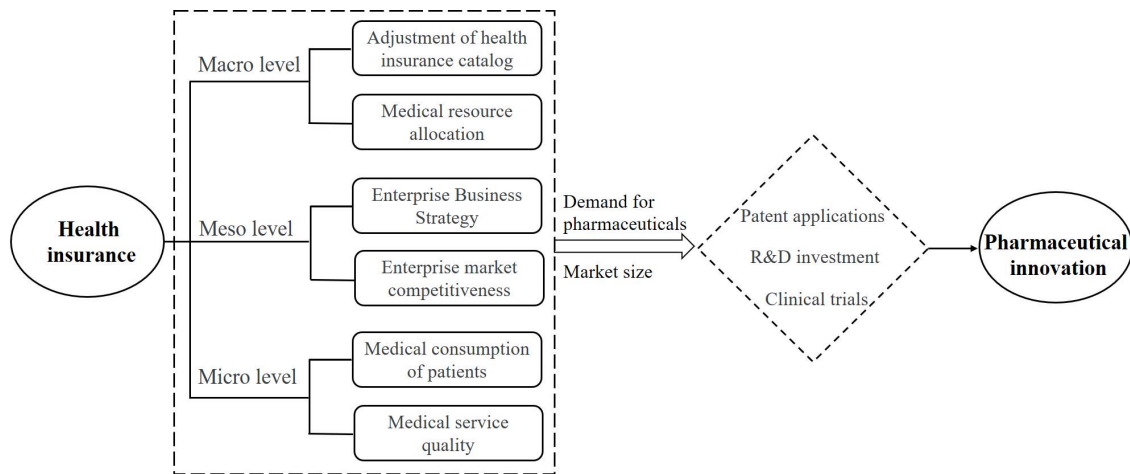 Health
insurance
Macro level
Adjustment of health
insurance catalog
Medical resource
allocation
Meso level
Enterprise Business
Strategy
Enterprise market
competitiveness
Micro level
Medical consumption
of patients
Medical service
quality
Demand for
pharmaceuticals
Market size
Patent applications
R&D investment
Clinical trials
Pharmaceutical
innovation